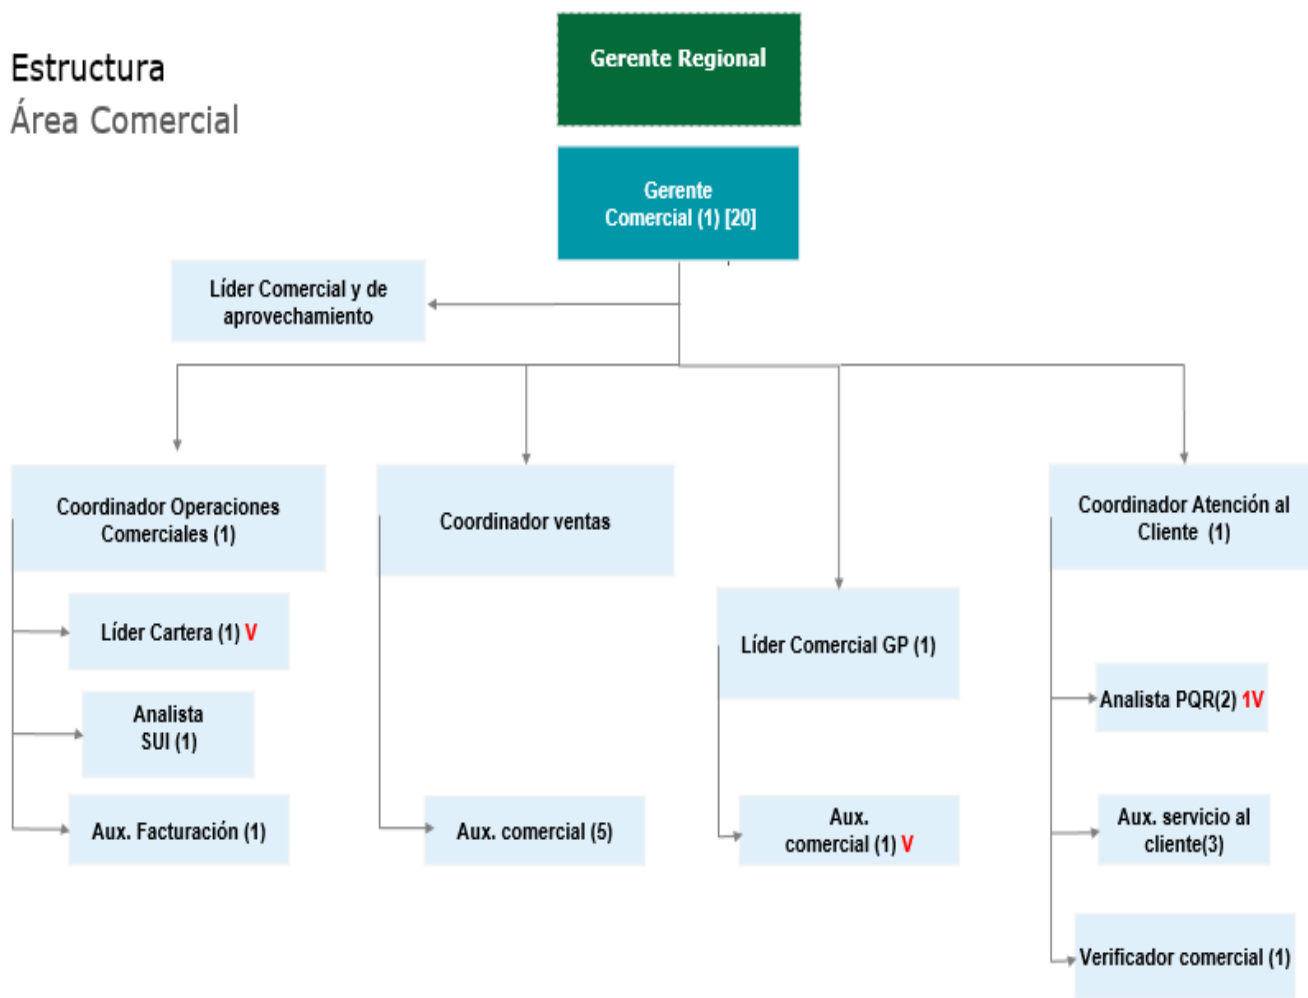 Estructura
Área Comercial
Gerente Regional
Gerente
Comercial (1) [20]
Líder Comercial y de
aprovechamiento
Coordinador Operaciones
Comerciales (1)
Líder Cartera (1) V
Analista
SUI (1)
Aux. Facturación (1)
Coordinador ventas
Aux. comercial (5)
Líder Comercial GP (1)
Aux.
comercial (1) V
Coordinador Atención al
Cliente (1)
Analista PQR(2) 1V
Aux. servicio al
cliente(3)
Verificador comercial (1)